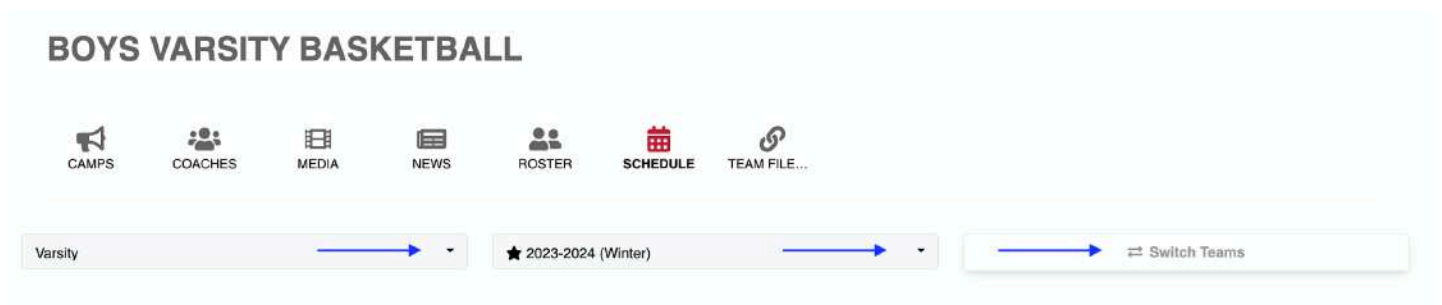 BOYS VARSITY BASKETBALL
CAMPS COACHES MEDIA NEWS ROSTER SCHEDULE TEAM FILE...
Varsity 2023-2024 (Winter) Switch Teams